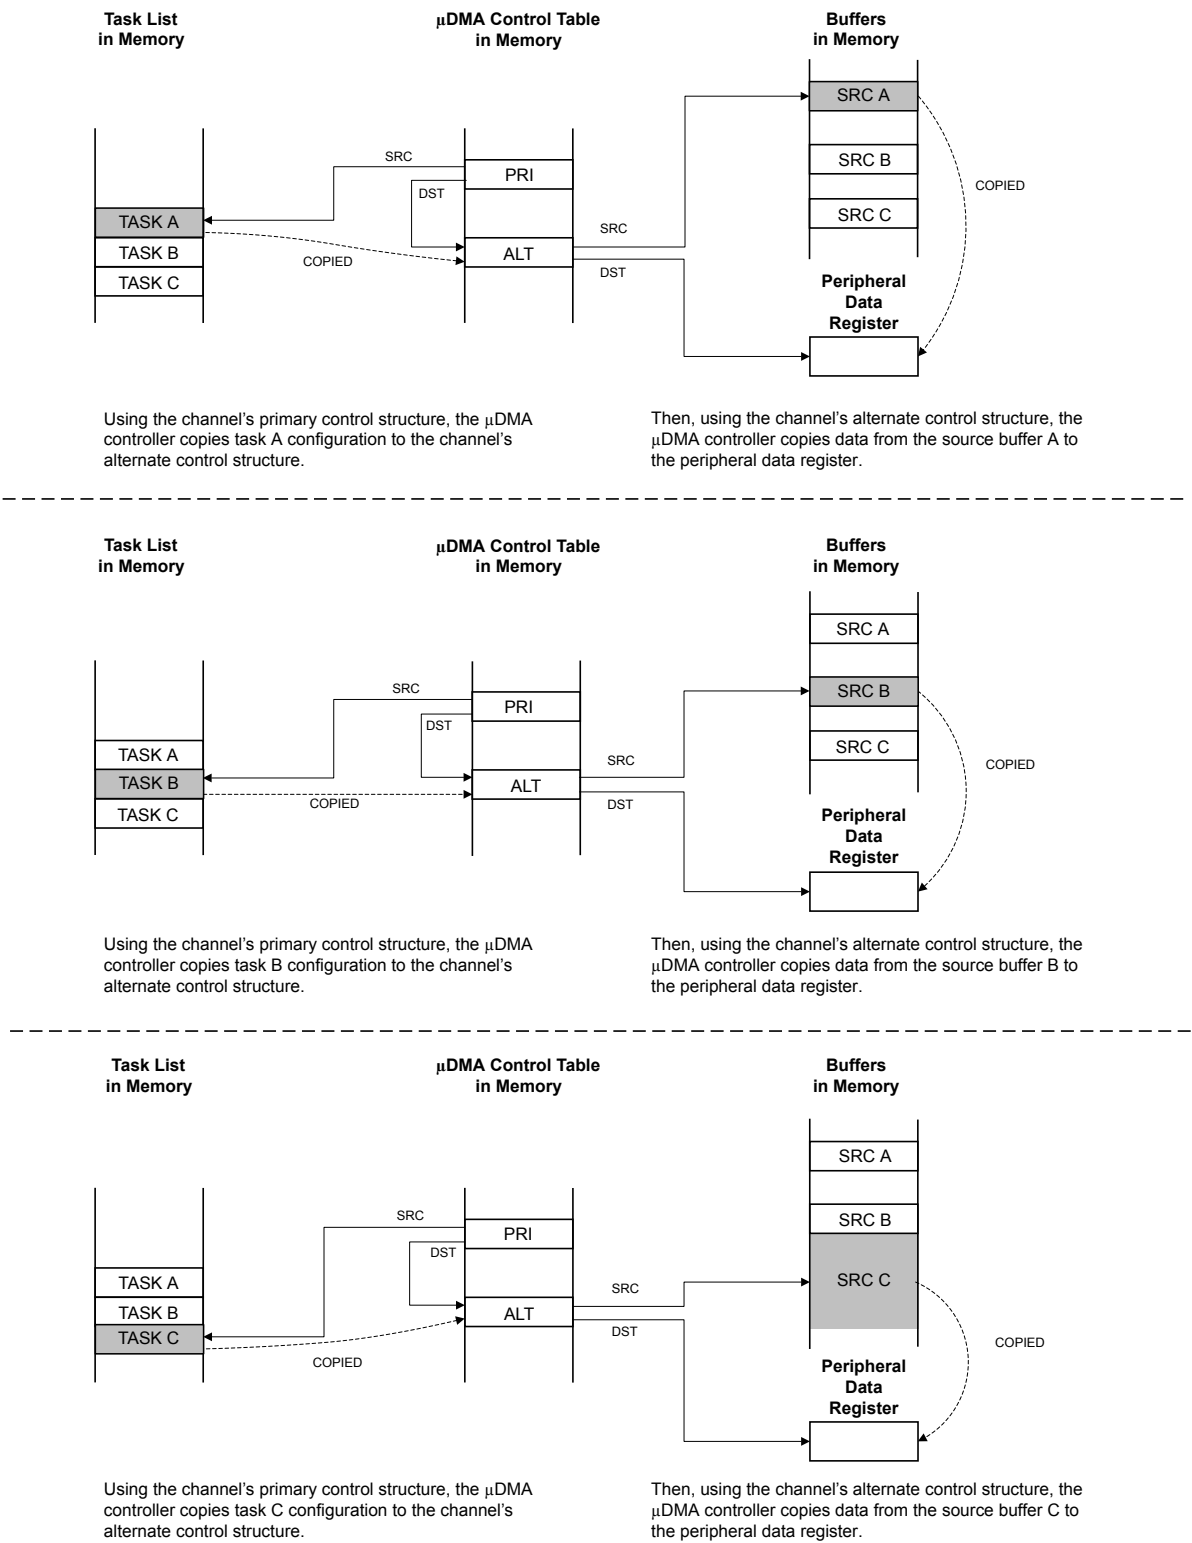 Task List
in Memory
µDMA Control Table
in Memory
Buffers
in Memory
SRC A
SRC B
SRC C
COPIED
SRC
PRI
DST
TASK A
TASK B
TASK C
COPIED
ALT
SRC
DST
Peripheral
Data
Register
Using the channel's primary control structure, the µDMA
controller copies task A configuration to the channel's
alternate control structure.
Then, using the channel's alternate control structure, the
µDMA controller copies data from the source buffer A to
the peripheral data register.
Task List
in Memory
µDMA Control Table
in Memory
Buffers
in Memory
SRC A
SRC B
SRC C
COPIED
SRC
PRI
DST
TASK A
TASK B
TASK C
COPIED
ALT
SRC
DST
Peripheral
Data
Register
Using the channel's primary control structure, the µDMA
controller copies task B configuration to the channel's
alternate control structure.
Then, using the channel's alternate control structure, the
µDMA controller copies data from the source buffer B to
the peripheral data register.
Task List
in Memory
µDMA Control Table
in Memory
Buffers
in Memory
SRC A
SRC B
SRC C
COPIED
SRC
PRI
DST
TASK A
TASK B
TASK C
COPIED
ALT
SRC
DST
Peripheral
Data
Register
Using the channel's primary control structure, the µDMA
controller copies task C configuration to the channel's
alternate control structure.
Then, using the channel's alternate control structure, the
µDMA controller copies data from the source buffer C to
the peripheral data register.